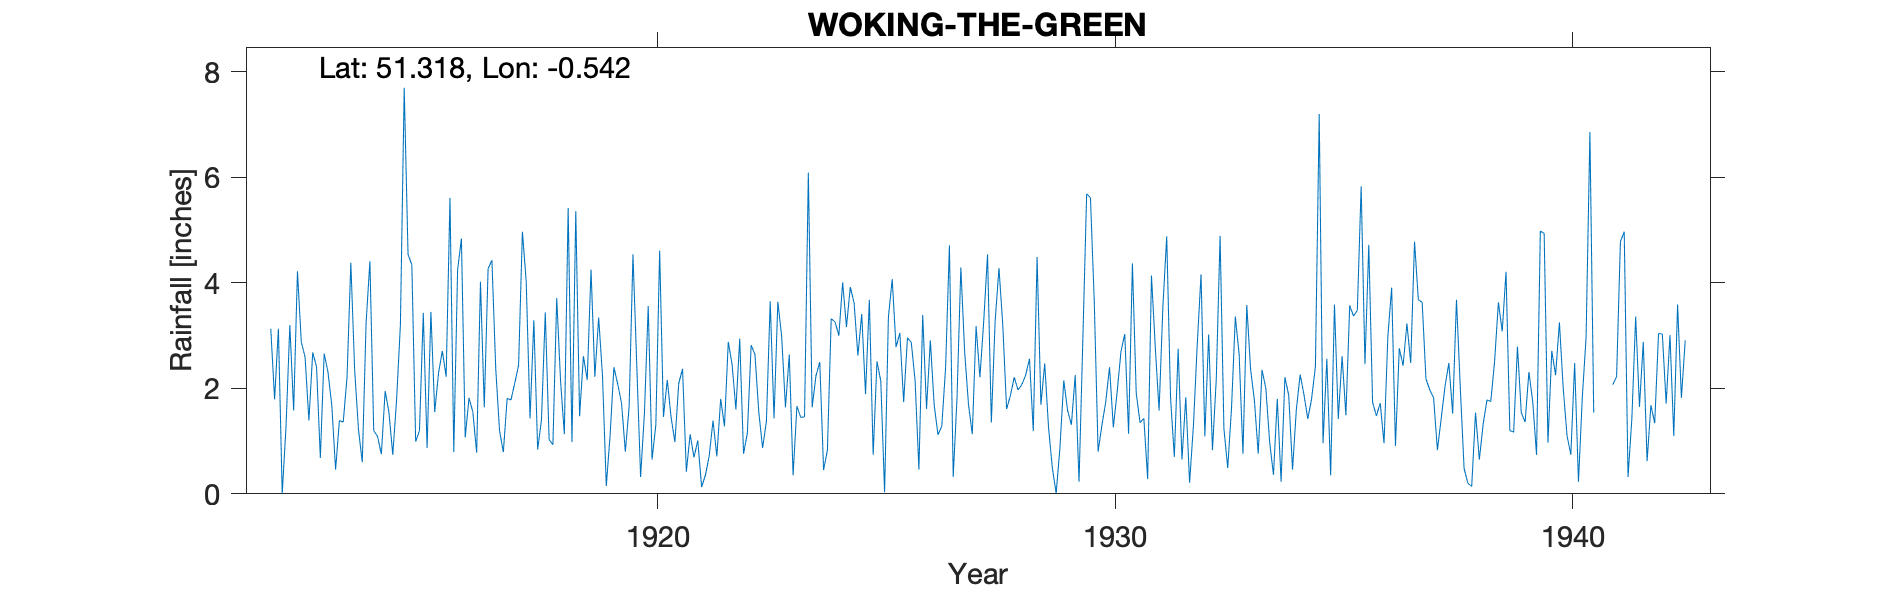 WOKING-THE-GREEN
Lat: 51.318, Lon: -0.542
8
6
4
2
0
Rainfall [inches]
1920 1930 1940
Year